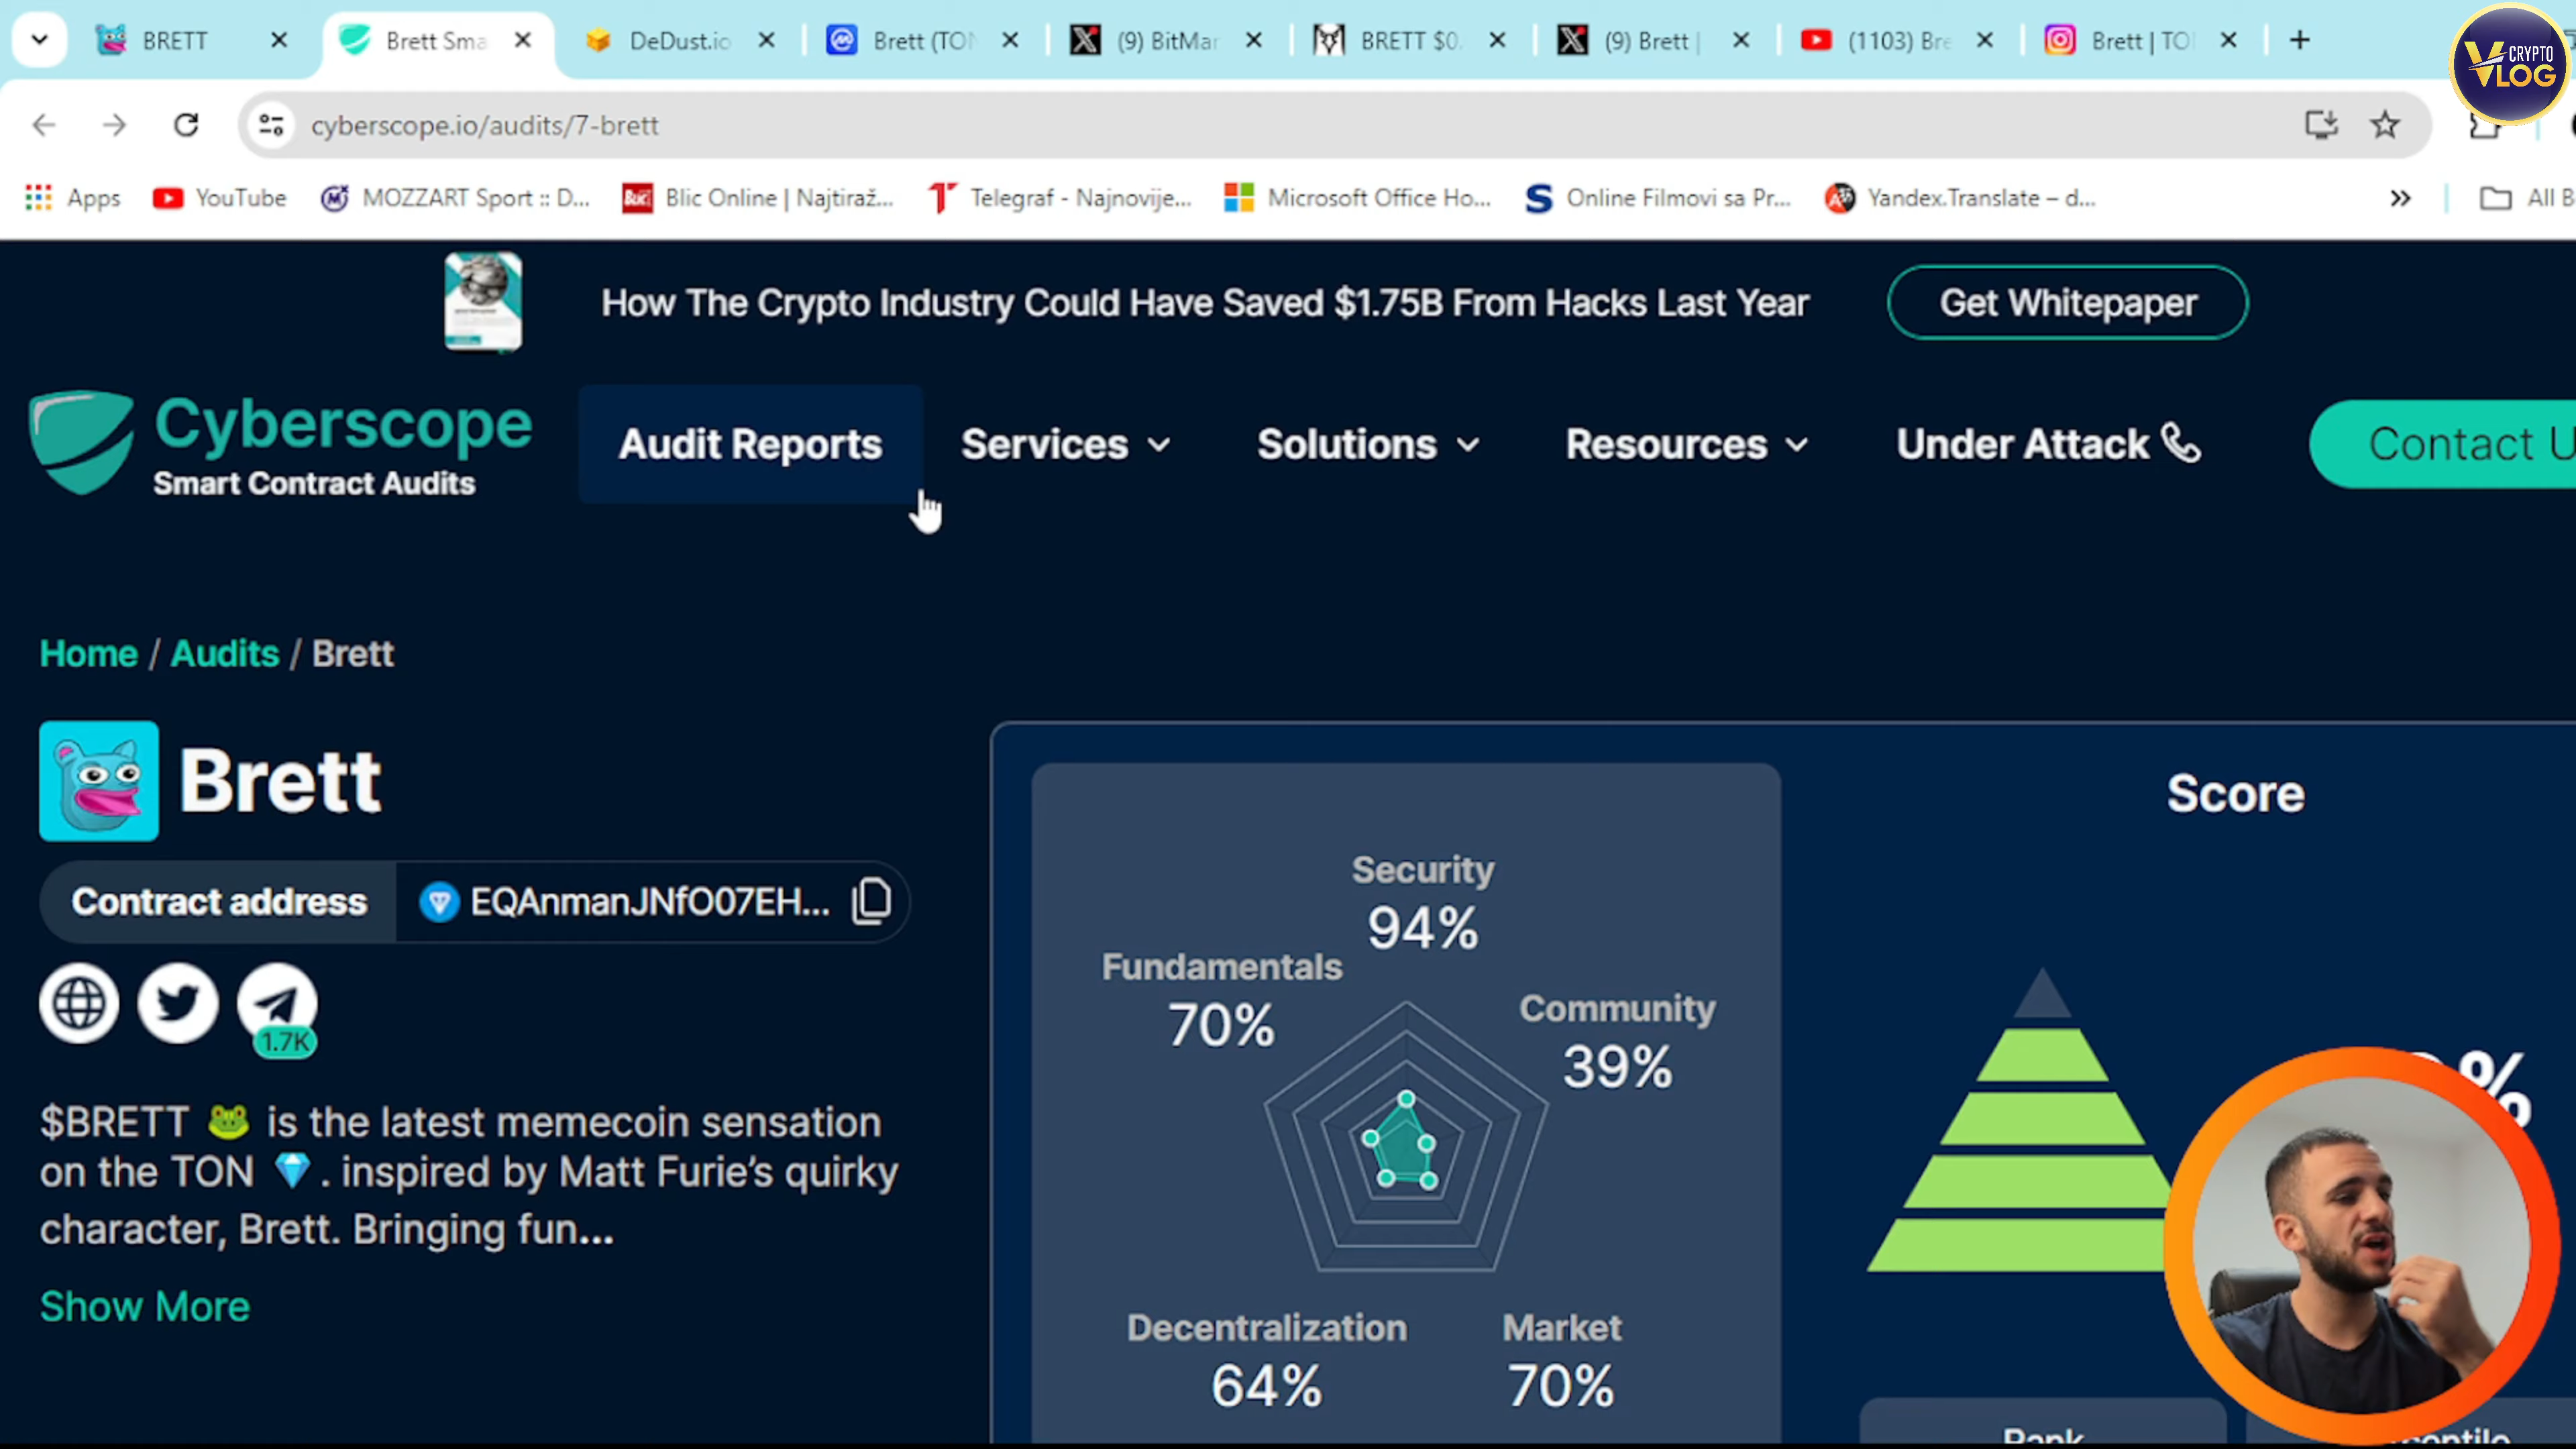 BRETT
Brett Sma
DeDust.io
Brett (TON
(9) BitMar
BRETT $0.
(9) Brett |
(1103) Bre
Brett | TO
CRYPTO
VLOG
cyberscope.io/audits/7-brett
Apps
YouTube
MOZZART Sport :: D...
Blic Online | Najtiraž...
Telegraf - Najnovije...
Microsoft Office Ho...
Online Filmovi sa Pr...
Yandex.Translate – d...
All B
How The Crypto Industry Could Have Saved $1.75B From Hacks Last Year
Get Whitepaper
Cyberscope
Smart Contract Audits
Audit Reports
Services
Solutions
Resources
Under Attack
Contact U
Home / Audits / Brett
Brett
Contract address
EQAnmanJNfO07EH...
1.7K
$BRETT 🐸 is the latest memecoin sensation
on the TON 💎 . inspired by Matt Furie's quirky
character, Brett. Bringing fun...
Show More
Security
94%
Fundamentals
70%
Community
39%
Decentralization
64%
Market
70%
Score
%
Rank